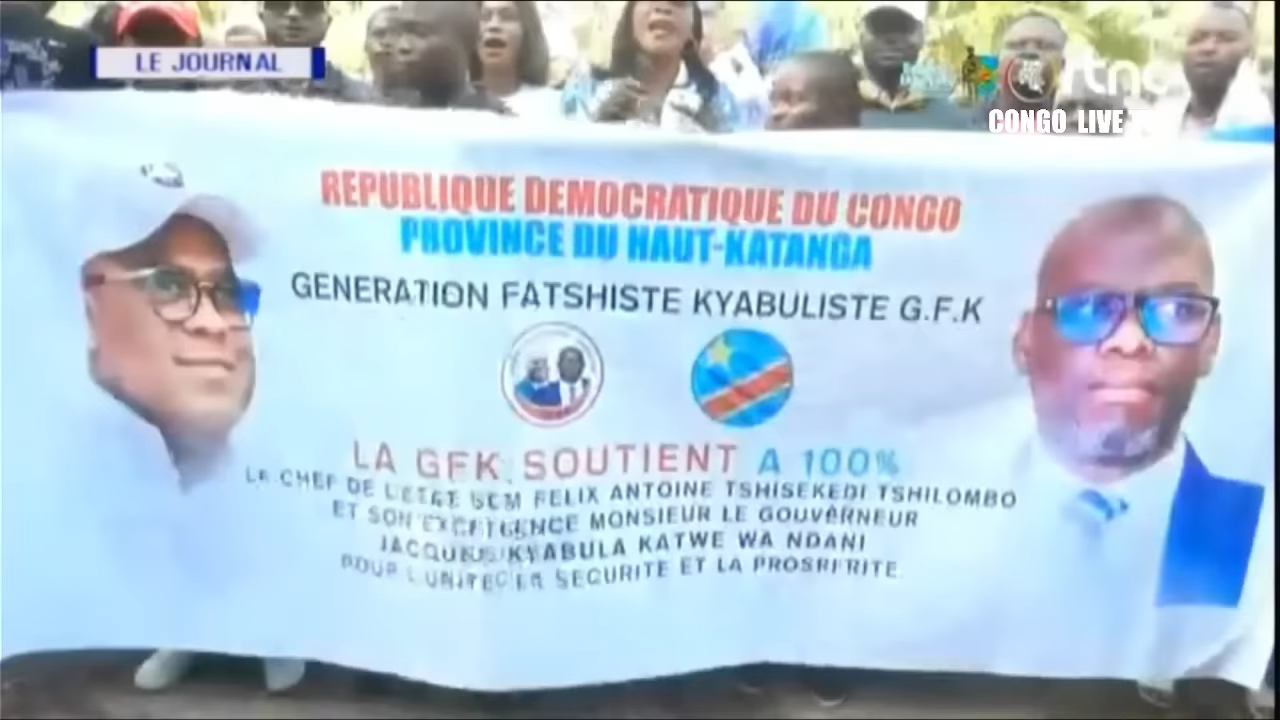 LE JOURNAL
rtnc
CONGO LIVE
REPUBLIQUE DEMOCRATIQUE DU CONGO
PROVINCE DU HAUT-KATANGA
GENERATION FATSHISTE KYABULISTE G.F.K
LA GFK SOUTIENT A 100%
LE CHEF DE L'ETAT FELIX ANTOINE TSHISEKEDI TSHILOMBO
ET SON EXCELLENCE MONSIEUR LE GOUVERNEUR
JACQUES KYABULA KATWE WA NDANI
POUR L'UNITE LA SECURITE ET LA PROSPERITE